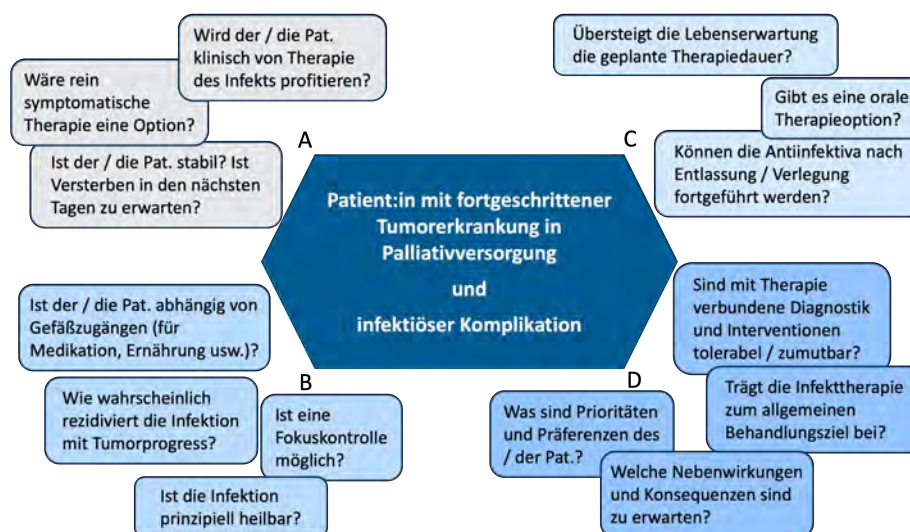 Wird der / die Pat.
klinisch von Therapie
des Infekts profitieren?
Wäre rein
symptomatische
Therapie eine Option?
Ist der / die Pat. stabil? Ist
Versterben in den nächsten
Tagen zu erwarten?
A
Übersteigt die Lebenserwartung
die geplante Therapiedauer?
Gibt es eine orale
Therapieoption?
Können die Antiinfektiva nach
Entlassung / Verlegung
fortgeführt werden?
C
Patient:in mit fortgeschrittener
Tumorerkrankung in
Palliativversorgung
und
infektiöser Komplikation
Ist der / die Pat. abhängig von
Gefäßzugängen (für
Medikation, Ernährung usw.)?
Wie wahrscheinlich
rezidiviert die Infektion
mit Tumorprogress?
B
Ist eine
Fokuskontrolle
möglich?
Ist die Infektion
prinzipiell heilbar?
Sind mit Therapie
verbundene Diagnostik
und Interventionen
tolerabel / zumutbar?
D
Trägt die Infekttherapie
zum allgemeinen
Behandlungsziel bei?
Was sind Prioritäten
und Präferenzen des
/ der Pat.?
Welche Nebenwirkungen
und Konsequenzen sind
zu erwarten?